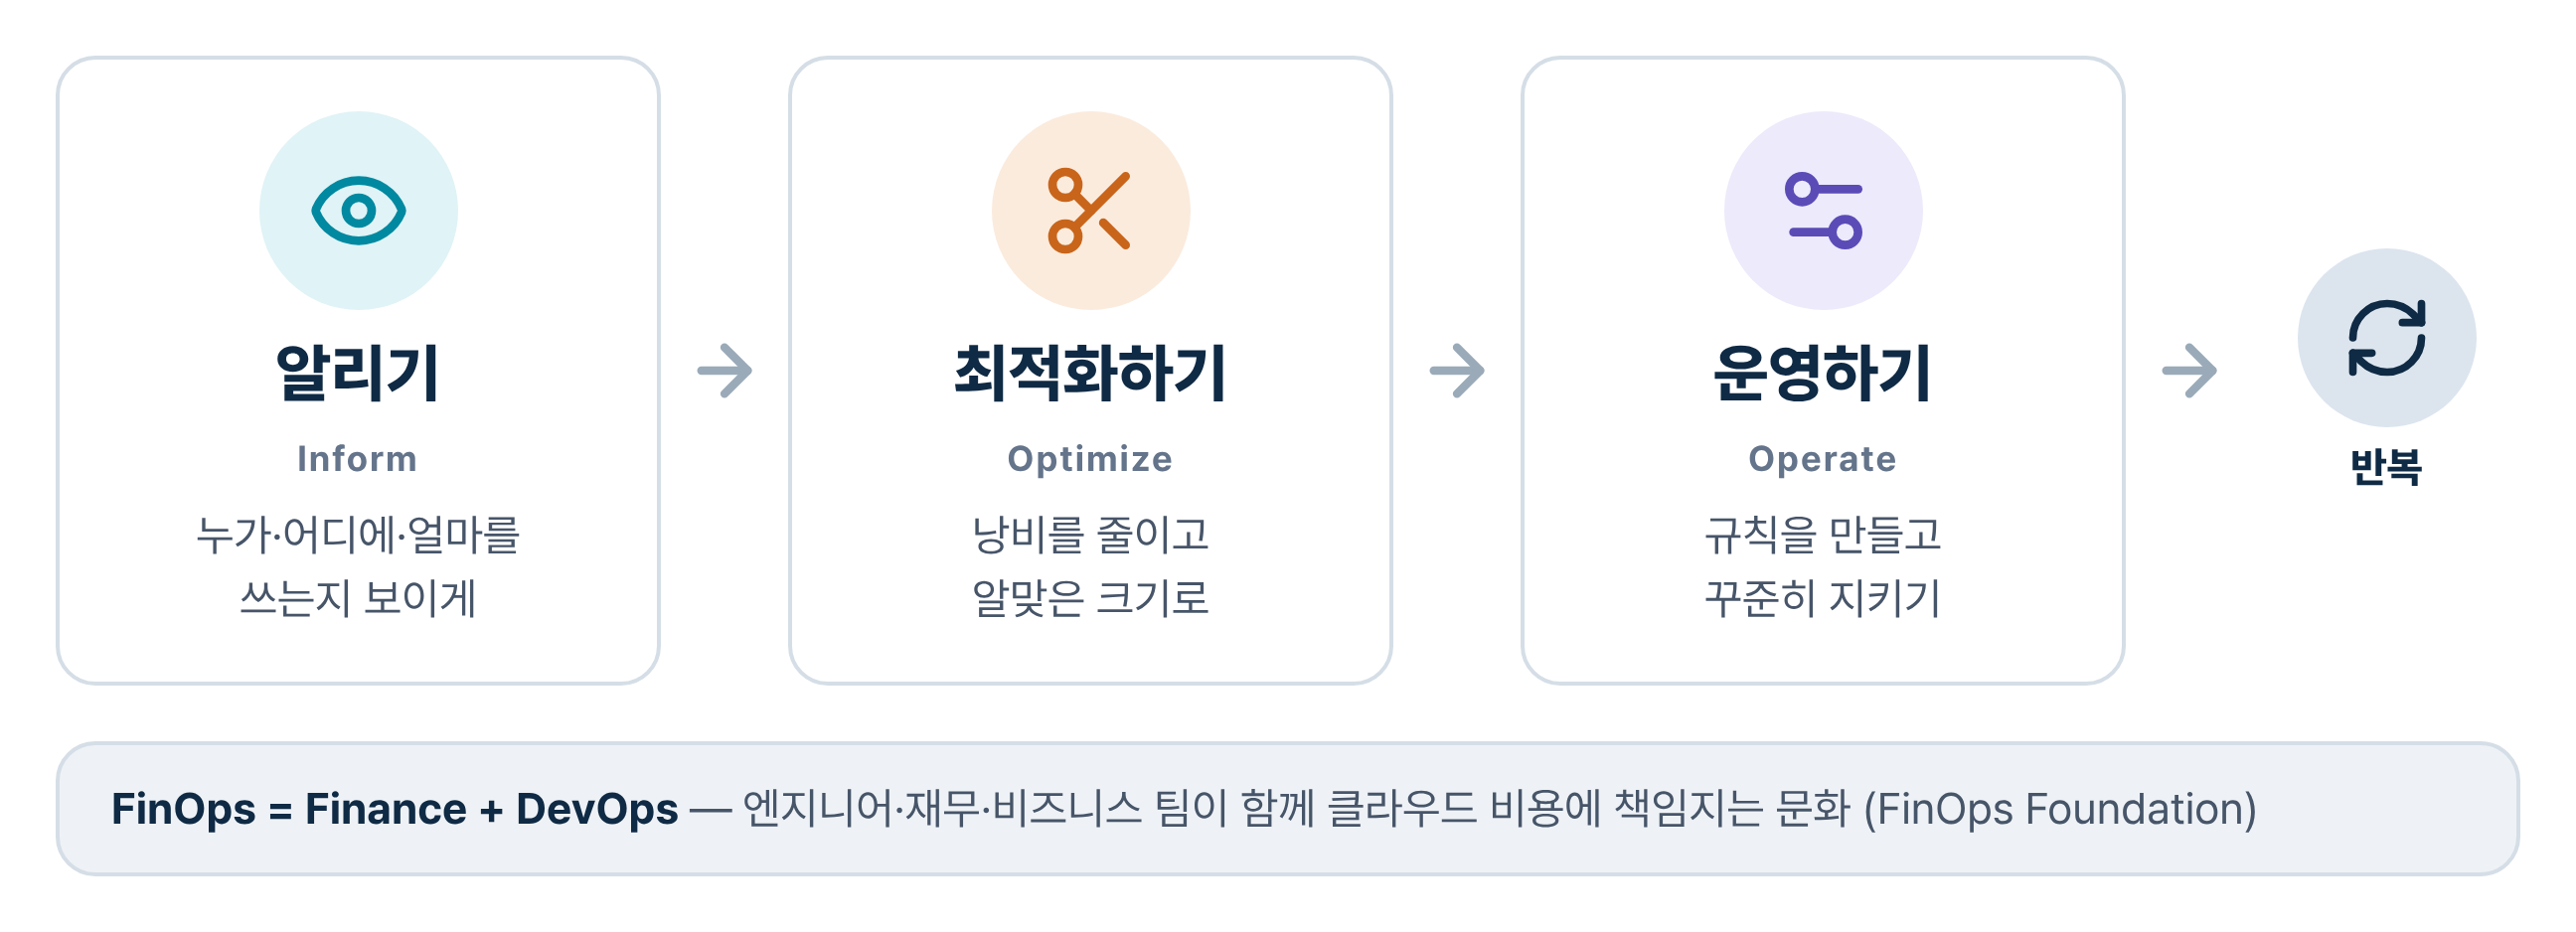 알리기
Inform
누가·어디에·얼마를
쓰는지 보이게
최적화하기
Optimize
낭비를 줄이고
알맞은 크기로
운영하기
Operate
규칙을 만들고
꾸준히 지키기
반복
FinOps = Finance + DevOps — 엔지니어·재무·비즈니스 팀이 함께 클라우드 비용에 책임지는 문화 (FinOps Foundation)